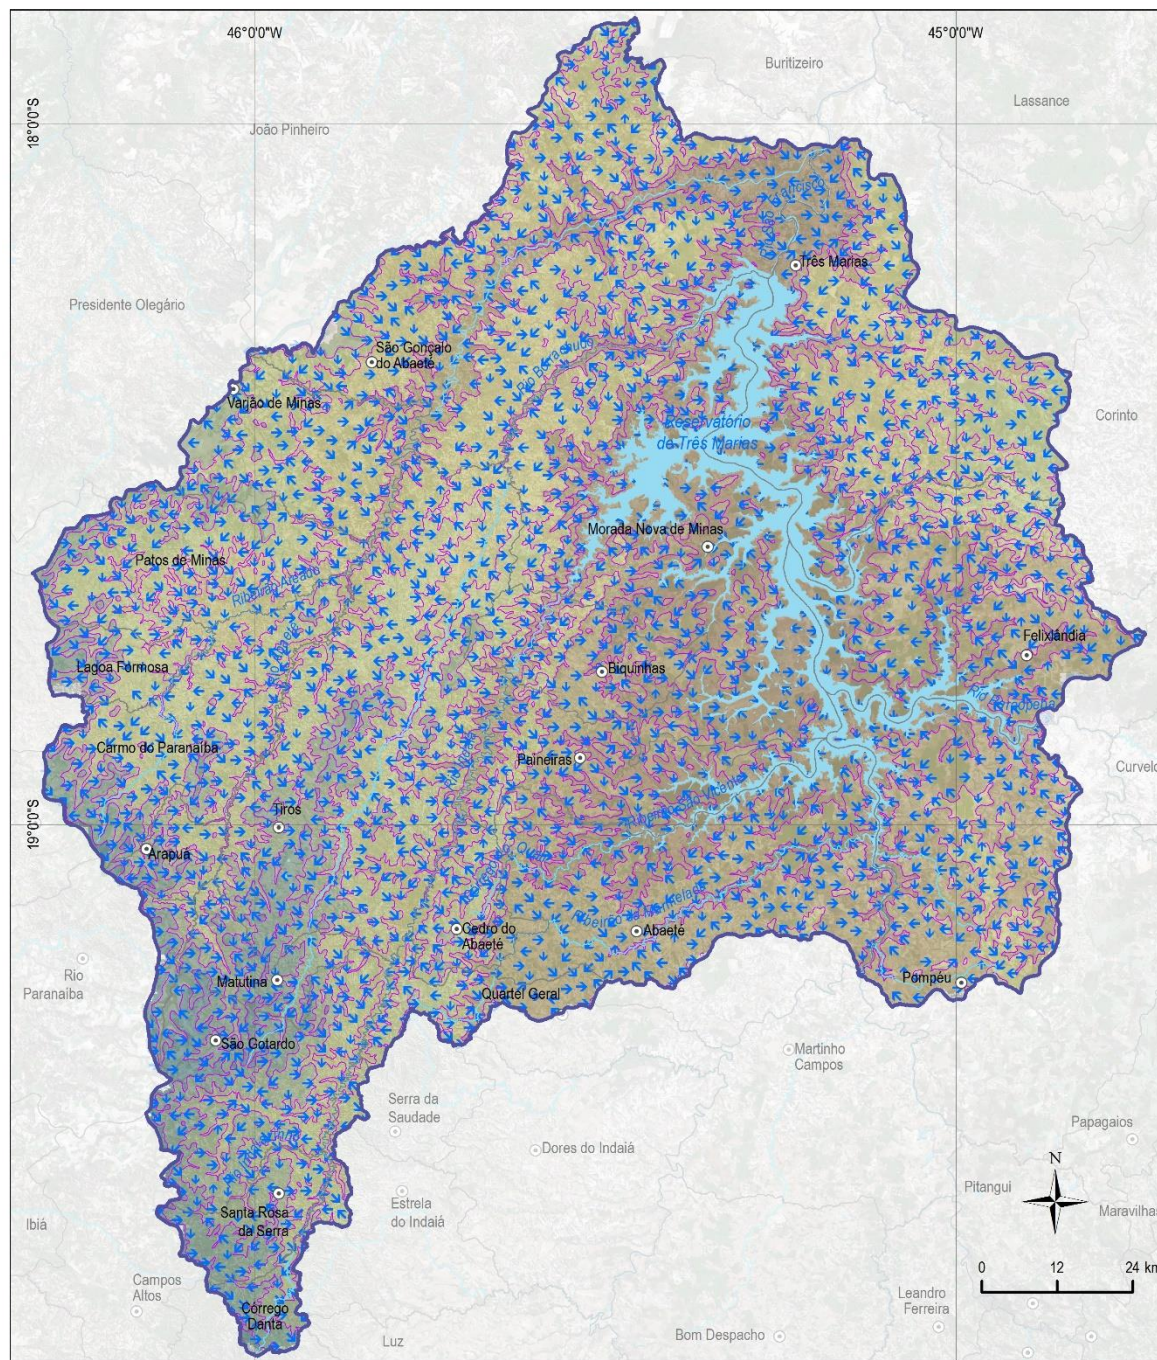 46°0'0"W
45°0'0"W
Buritizeiro
Lassance
18°0'0"S
João Pinheiro
Três Marias
Presidente Olegário
São Gonçalo
do Abaeté
Rio Borrachudo
Varjão de Minas
Corinto
Reservatório
de Três Marias
Morada Nova de Minas
Patos de Minas
Ribeirão Areado
Felixlândia
Lagoa Formosa
Biquinhas
Carmo do Paranaíba
Paineiras
Curvelo
Tiros
19°0'0"S
Arapuá
Cedro do
Abaeté
Abaeté
Rio
Paranaíba
Matutina
Quartel Geral
Pompéu
São Gotardo
Martinho
Campos
Serra da
Saudade
Papagaios
Dores do Indaiá
N
Pitangui
Maravilhas
Ibiá
Santa Rosa
da Serra
Estrela
do Indaiá
0 12 24 km
Campos
Altos
Córrego
Danta
Leandro
Ferreira
Luz
Bom Despacho